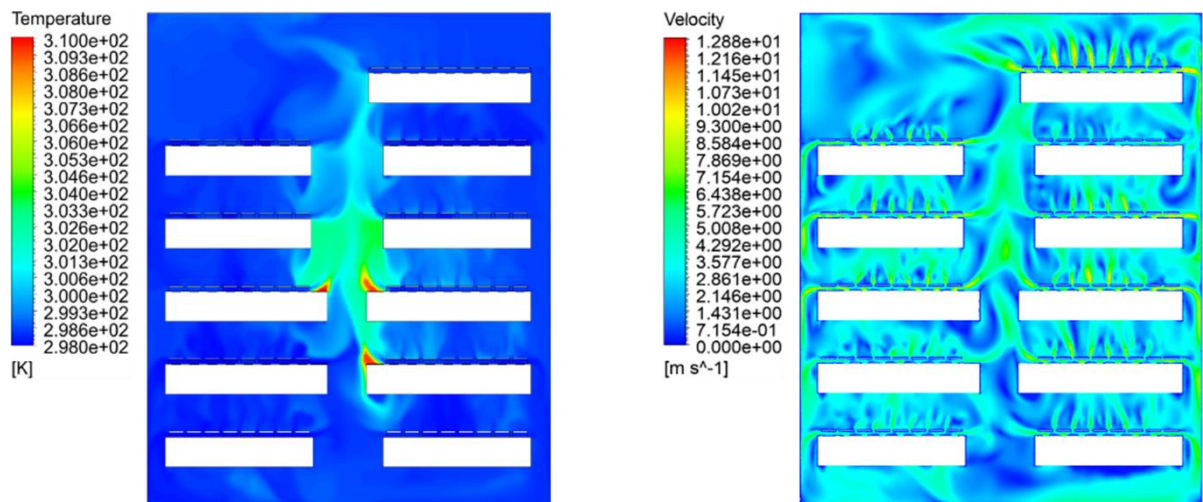 Temperature
3.100e+02
3.093e+02
3.086e+02
3.080e+02
3.073e+02
3.066e+02
3.060e+02
3.053e+02
3.046e+02
3.040e+02
3.033e+02
3.026e+02
3.020e+02
3.013e+02
3.006e+02
3.000e+02
2.993e+02
2.986e+02
2.980e+02
[K]
Velocity
1.288e+01
1.216e+01
1.145e+01
1.073e+01
1.002e+01
9.300e+00
8.584e+00
7.869e+00
7.154e+00
6.438e+00
5.723e+00
5.008e+00
4.292e+00
3.577e+00
2.861e+00
2.146e+00
1.431e+00
7.154e-01
0.000e+00
[m s^-1]